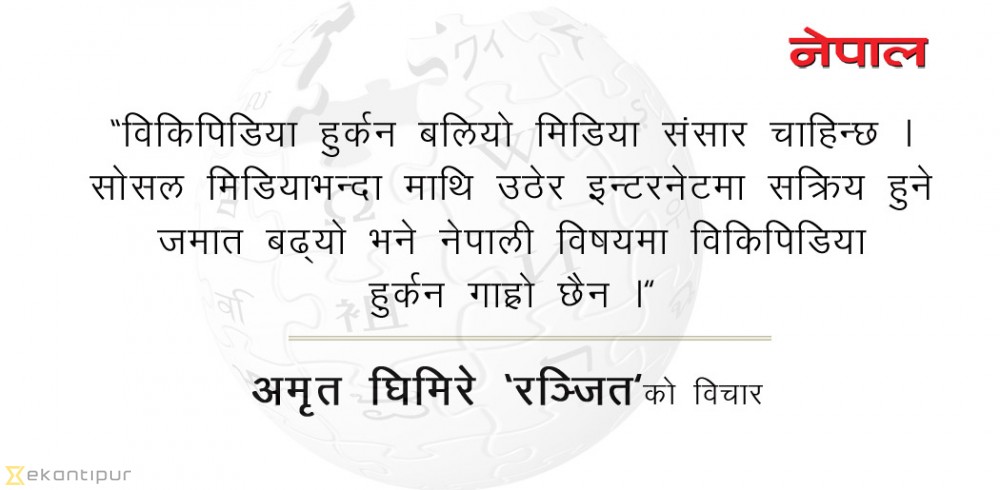 नेपाल
“विकिपिडिया हुर्कन बलियो मिडिया संसार चाहिन्छ ।
सोसल मिडियाभन्दा माथि उठेर इन्टरनेटमा सक्रिय हुने
जमात बढ्यो भने नेपाली विषयमा विकिपिडिया
हुर्कन गाह्रो छैन ।“
अमृत घिमिरे ‘रञ्जित‘को विचार
ekantipur